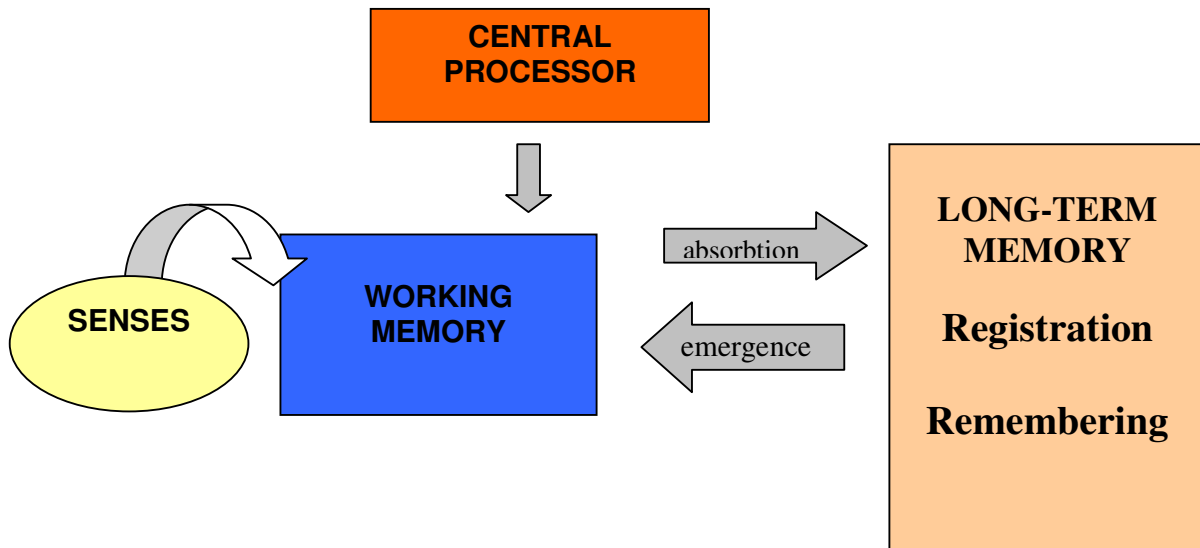 CENTRAL
PROCESSOR
SENSES
WORKING
MEMORY
absorbtion
emergence
LONG-TERM
MEMORY
Registration
Remembering